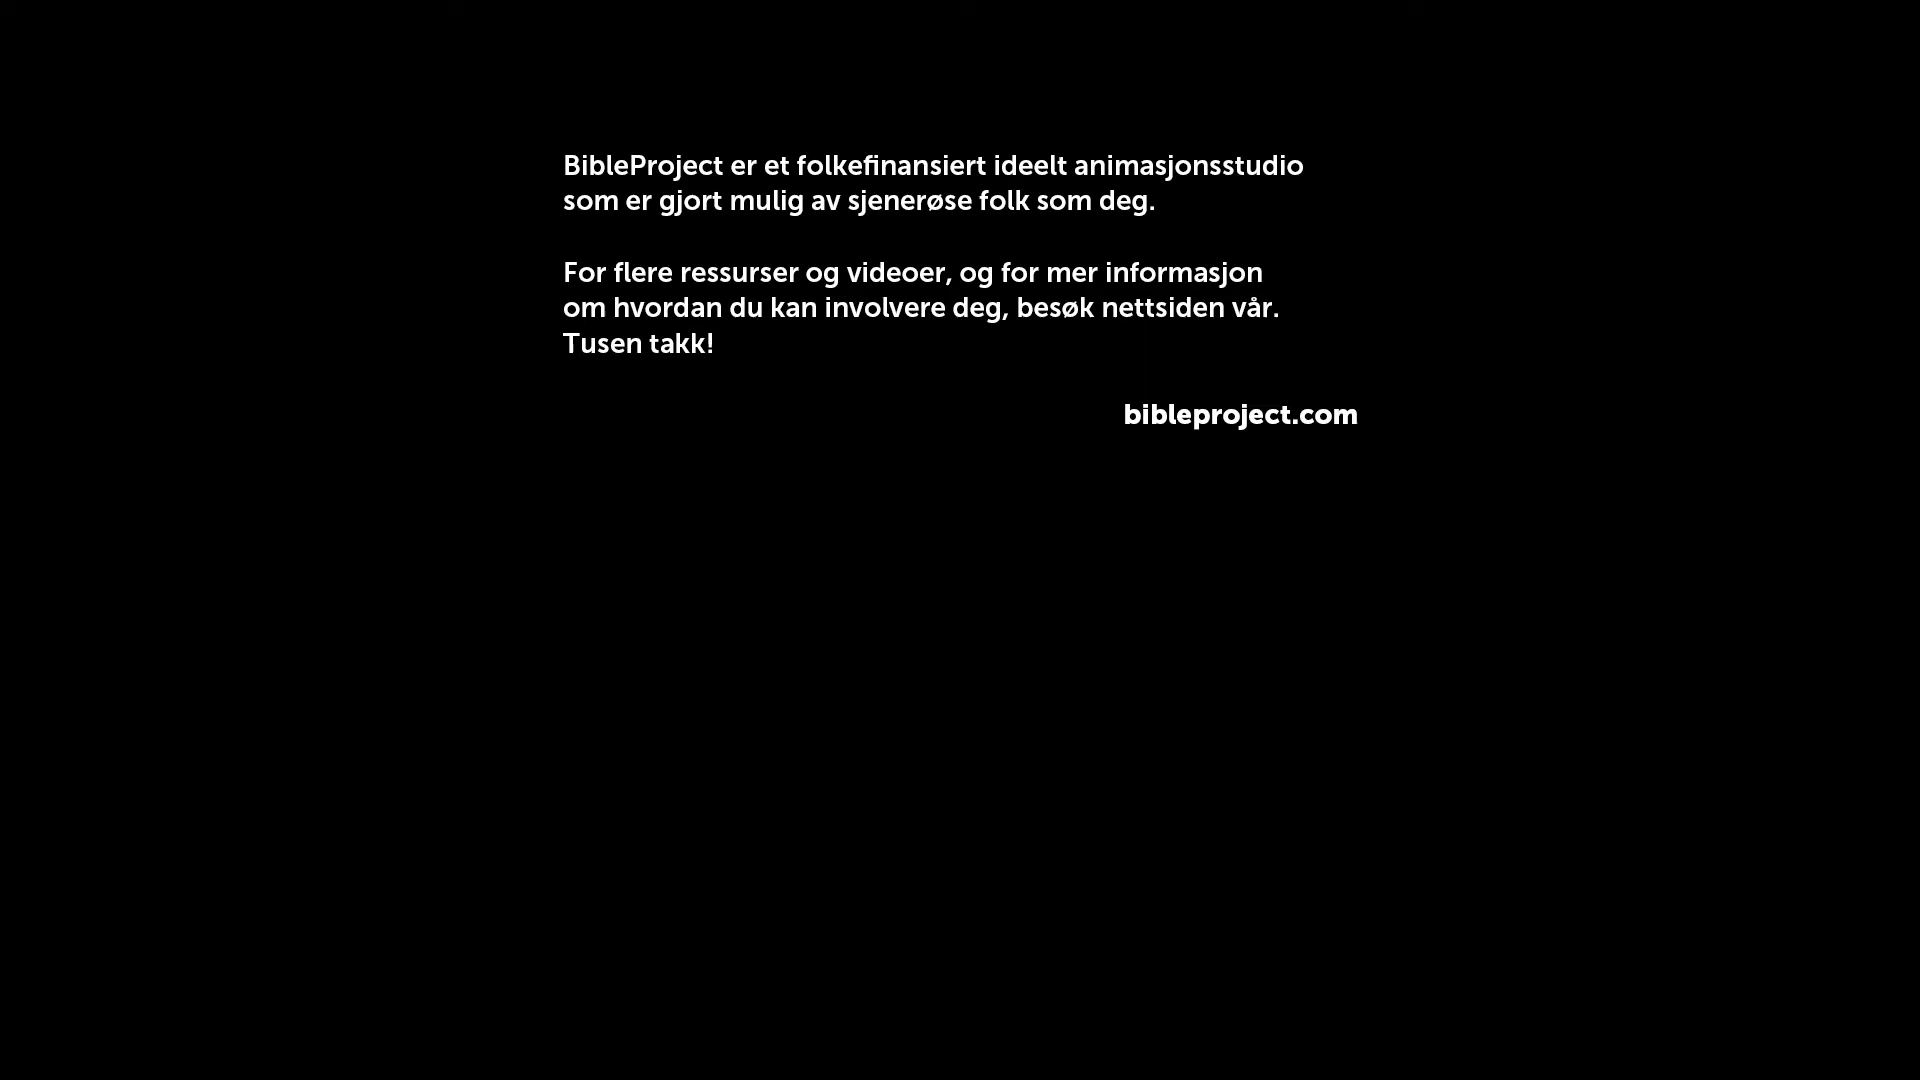 BibleProject er et folkefinansiert ideelt animasjonsstudio
som er gjort mulig av sjenerøse folk som deg.
For flere ressurser og videoer, og for mer informasjon
om hvordan du kan involvere deg, besøk nettsiden vår.
Tusen takk!
bibleproject.com